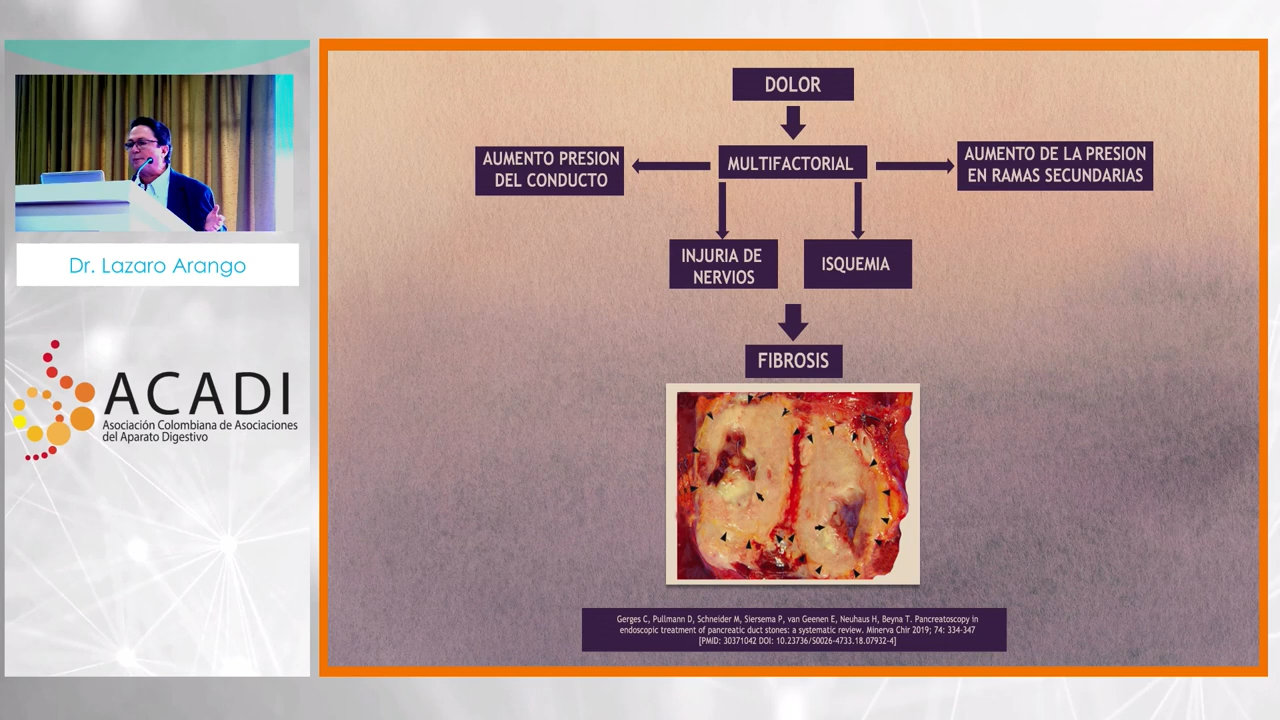 Dr. Lazaro Arango
ACADI
Asociación Colombiana de Asociaciones
del Aparato Digestivo
DOLOR
AUMENTO PRESION
DEL CONDUCTO
MULTIFACTORIAL
AUMENTO DE LA PRESION
EN RAMAS SECUNDARIAS
INJURIA DE
NERVIOS
ISQUEMIA
FIBROSIS
Gerges C, Pullmann D, Schneider M, Siersema P, van Geenen E, Neuhaus H, Beyna T. Pancreatoscopy in
endoscopic treatment of pancreatic duct stones: a systematic review. Minerva Chir 2019; 74: 334-347
[PMID: 30371042 DOI: 10.23736/S0026-4733.18.07932-4]